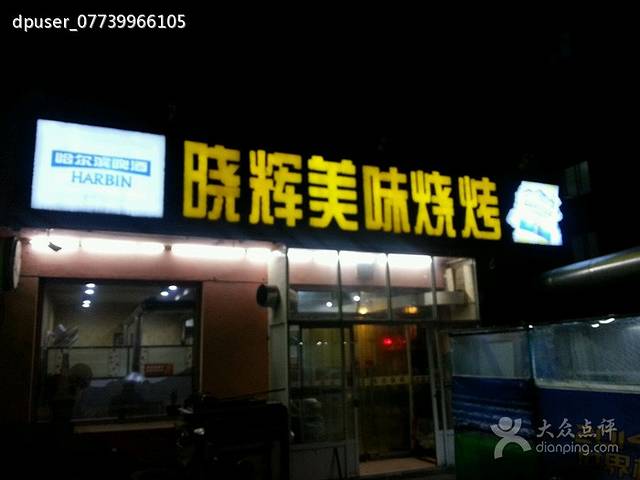 dpuser_07739966105
哈尔滨啤酒
HARBIN
晓辉美味烧烤
大众点评
dianping.com